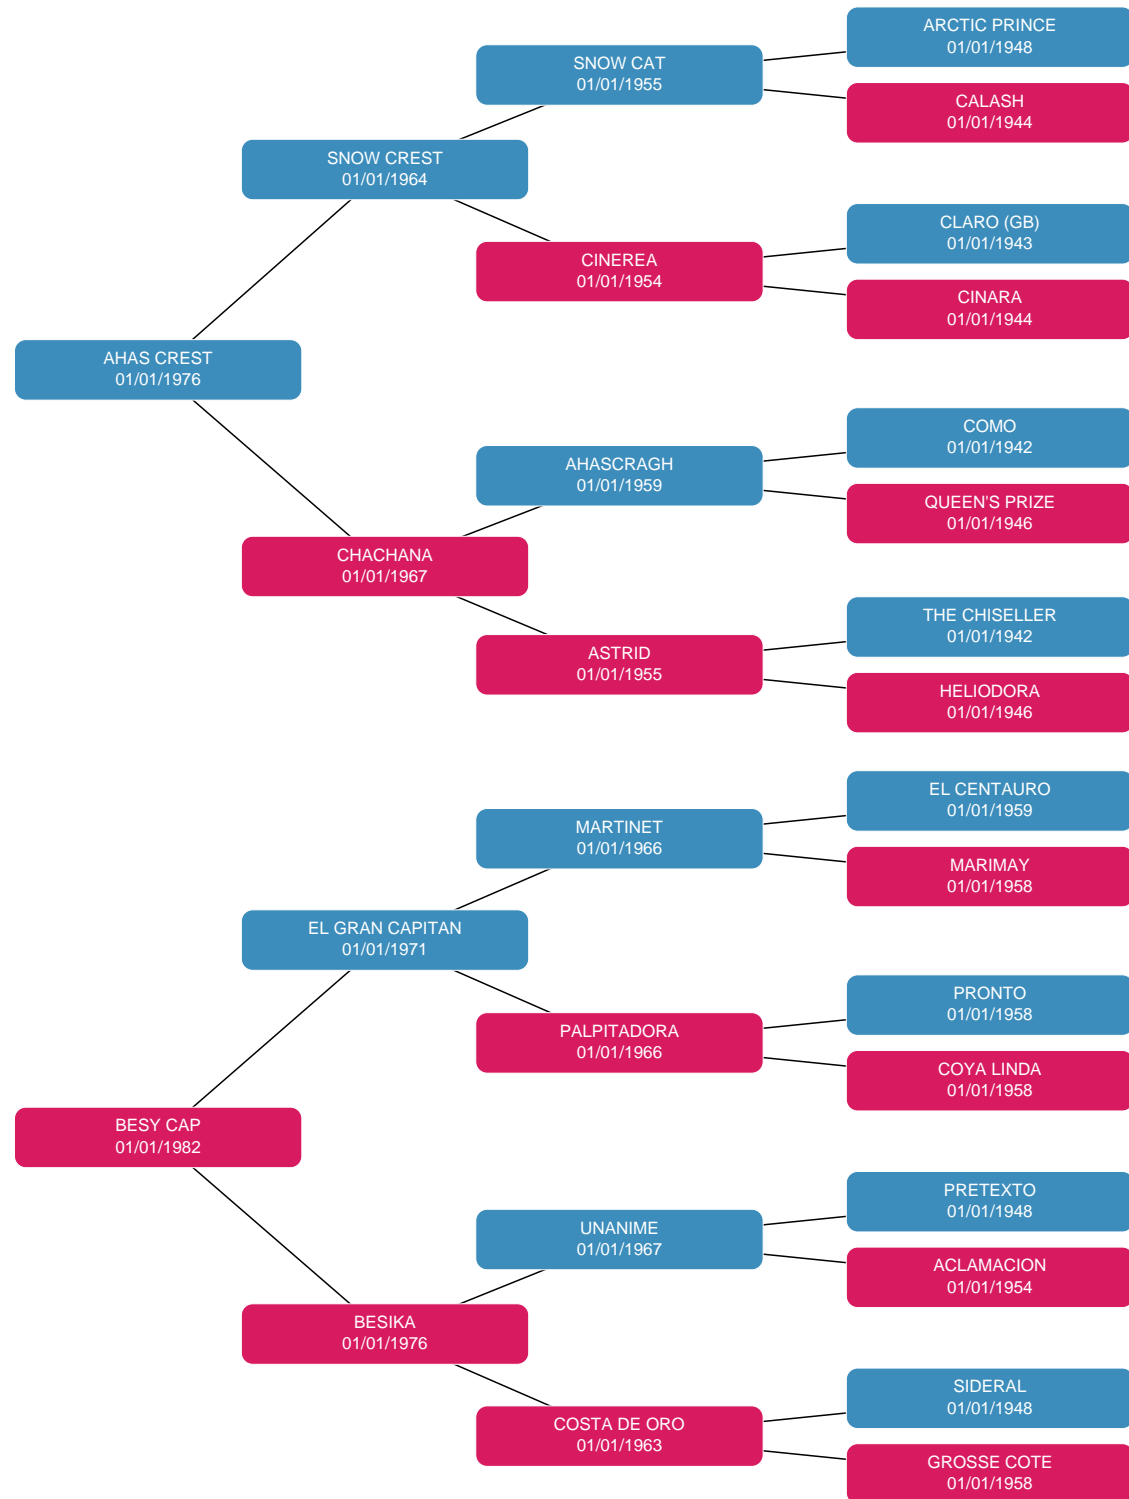 ARCTIC PRINCE
01/01/1948
SNOW CAT
01/01/1955
CALASH
01/01/1944
SNOW CREST
01/01/1964
CLARO (GB)
01/01/1943
CINEREA
01/01/1954
CINARA
01/01/1944
AHAS CREST
01/01/1976
COMO
01/01/1942
AHASCRAGH
01/01/1959
QUEEN'S PRIZE
01/01/1946
CHACHANA
01/01/1967
THE CHISELLER
01/01/1942
ASTRID
01/01/1955
HELIODORA
01/01/1946
EL CENTAURO
01/01/1959
MARTINET
01/01/1966
MARIMAY
01/01/1958
EL GRAN CAPITAN
01/01/1971
PRONTO
01/01/1958
PALPITADORA
01/01/1966
COYA LINDA
01/01/1958
BESY CAP
01/01/1982
PRETEXTO
01/01/1948
UNANIME
01/01/1967
ACLAMACION
01/01/1954
BESIKA
01/01/1976
SIDERAL
01/01/1948
COSTA DE ORO
01/01/1963
GROSSE COTE
01/01/1958